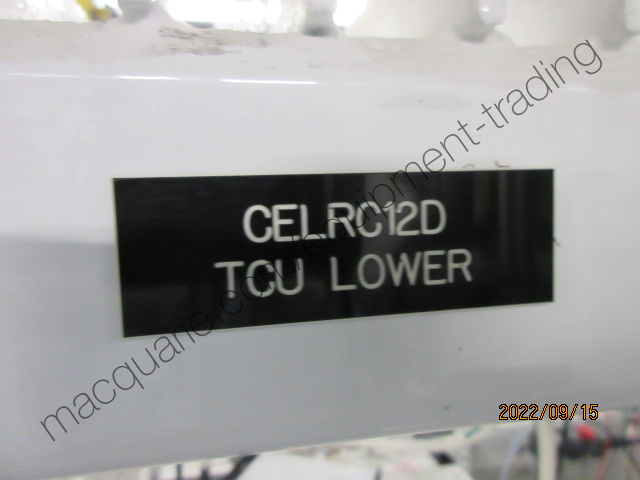 CELRC12D
TCU LOWER
macquarie.com/equipment-trading
2022/09/15